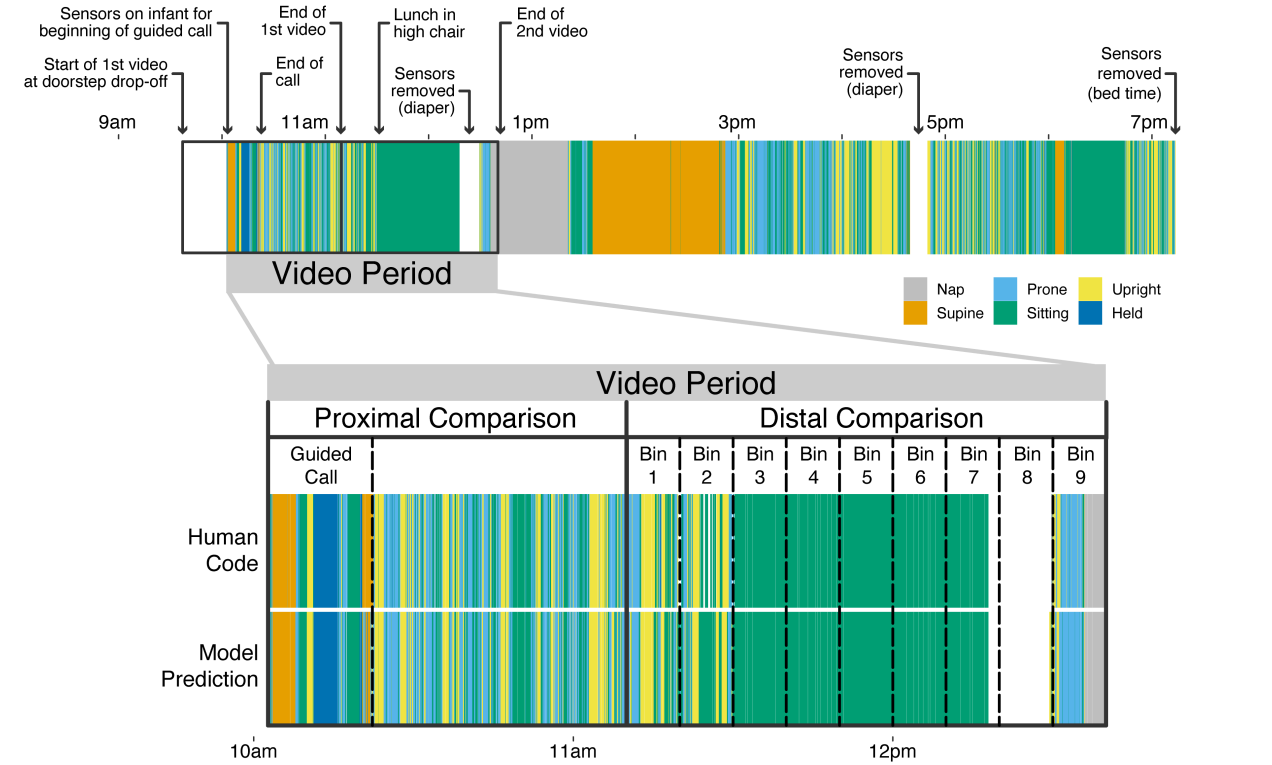 Sensors on infant for
beginning of guided call
End of
1st video
Lunch in
high chair
End of
2nd video
Start of 1st video
at doorstep drop-off
End of
call
Sensors
removed
(diaper)
Sensors
removed
(diaper)
Sensors
removed
(bed time)
9am
11am
1pm
3pm
5pm
7pm
Video Period
Nap
Prone
Upright
Supine
Sitting
Held
Video Period
Proximal Comparison
Distal Comparison
Guided
Call
Bin
1
Bin
2
Bin
3
Bin
4
Bin
5
Bin
6
Bin
7
Bin
8
Bin
9
Human
Code
Model
Prediction
10am
11am
12pm